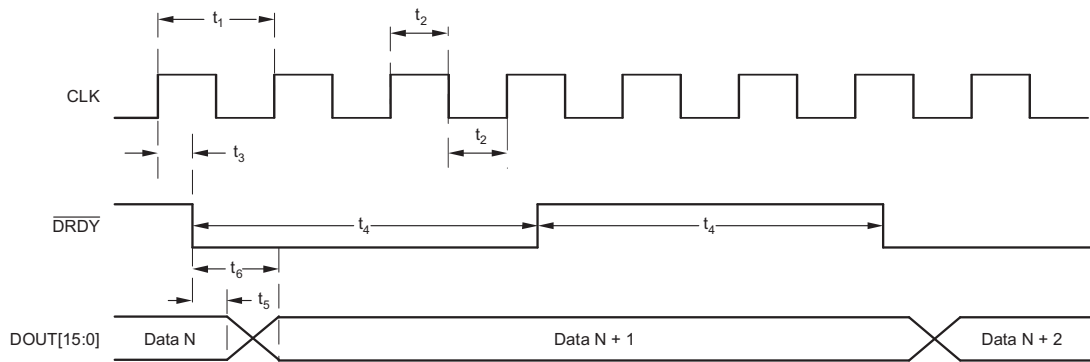 t₁
t₂
CLK
t₂
t₃
DRDY
t₄
t₄
t₆
t₅
DOUT[15:0]
Data N
Data N + 1
Data N + 2